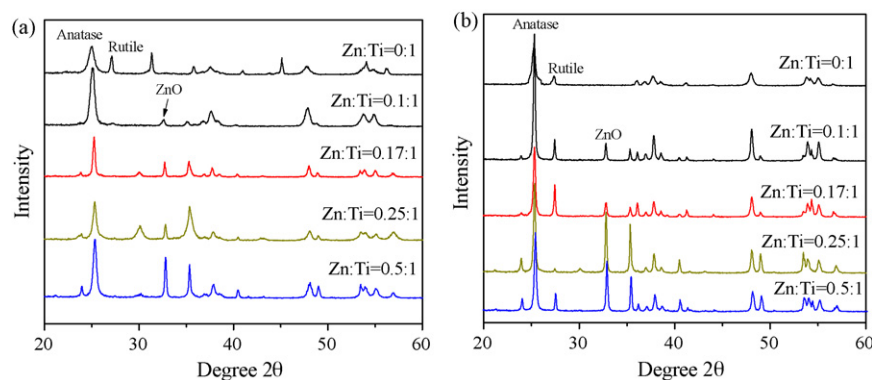 (a)
Anatase
Rutile
Zn:Ti=0:1
ZnO
Zn:Ti=0.1:1
Zn:Ti=0.17:1
Zn:Ti=0.25:1
Zn:Ti=0.5:1
Intensity
20 30 40 50 60
Degree 2θ
(b)
Anatase
Rutile
Zn:Ti=0:1
ZnO
Zn:Ti=0.1:1
Zn:Ti=0.17:1
Zn:Ti=0.25:1
Zn:Ti=0.5:1
Intensity
20 30 40 50 60
Degree 2θ